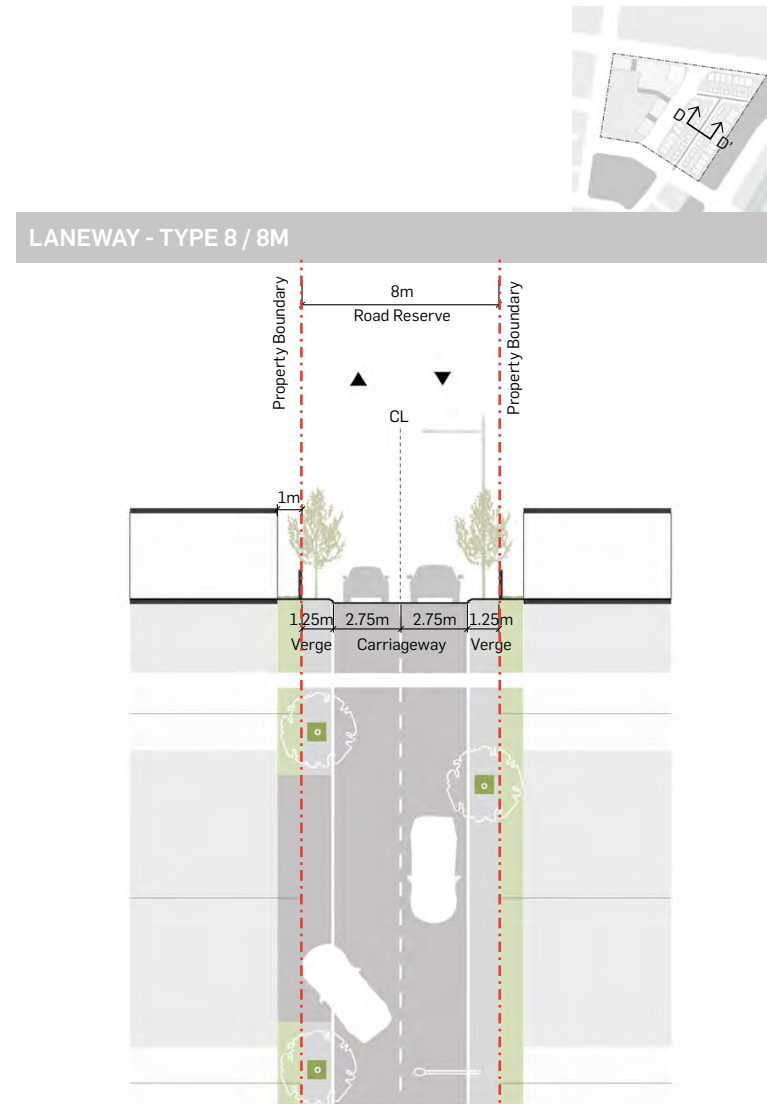 D
D'
LANEWAY - TYPE 8 / 8M
Property Boundary
8m
Road Reserve
Property Boundary
CL
1m
1.25m 2.75m 2.75m 1.25m
Verge Carriageway Verge